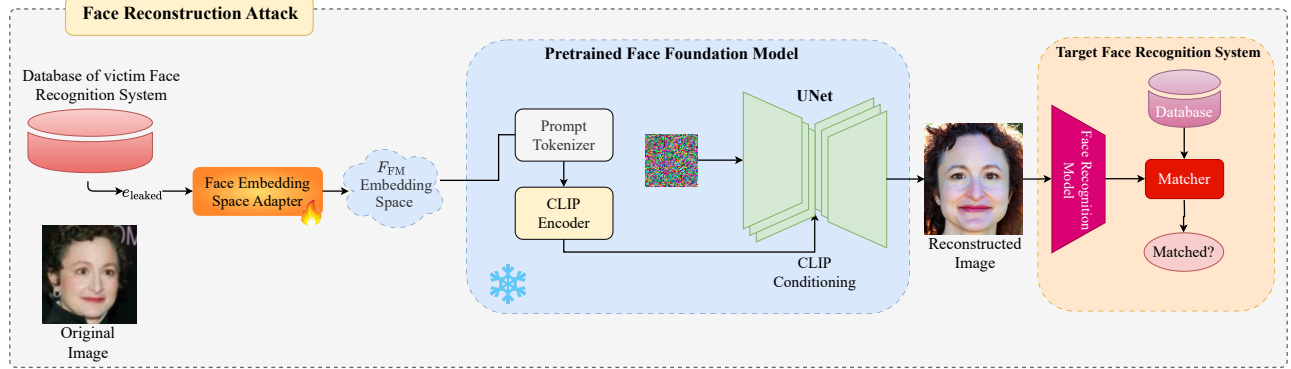 Face Reconstruction Attack
Database of victim Face
Recognition System
e_leaked
Original
Image
Face Embedding
Space Adapter
F_FM
Embedding
Space
Pretrained Face Foundation Model
Prompt
Tokenizer
CLIP
Encoder
UNet
CLIP
Conditioning
Reconstructed
Image
Target Face Recognition System
Face Recognition
Model
Database
Matcher
Matched?